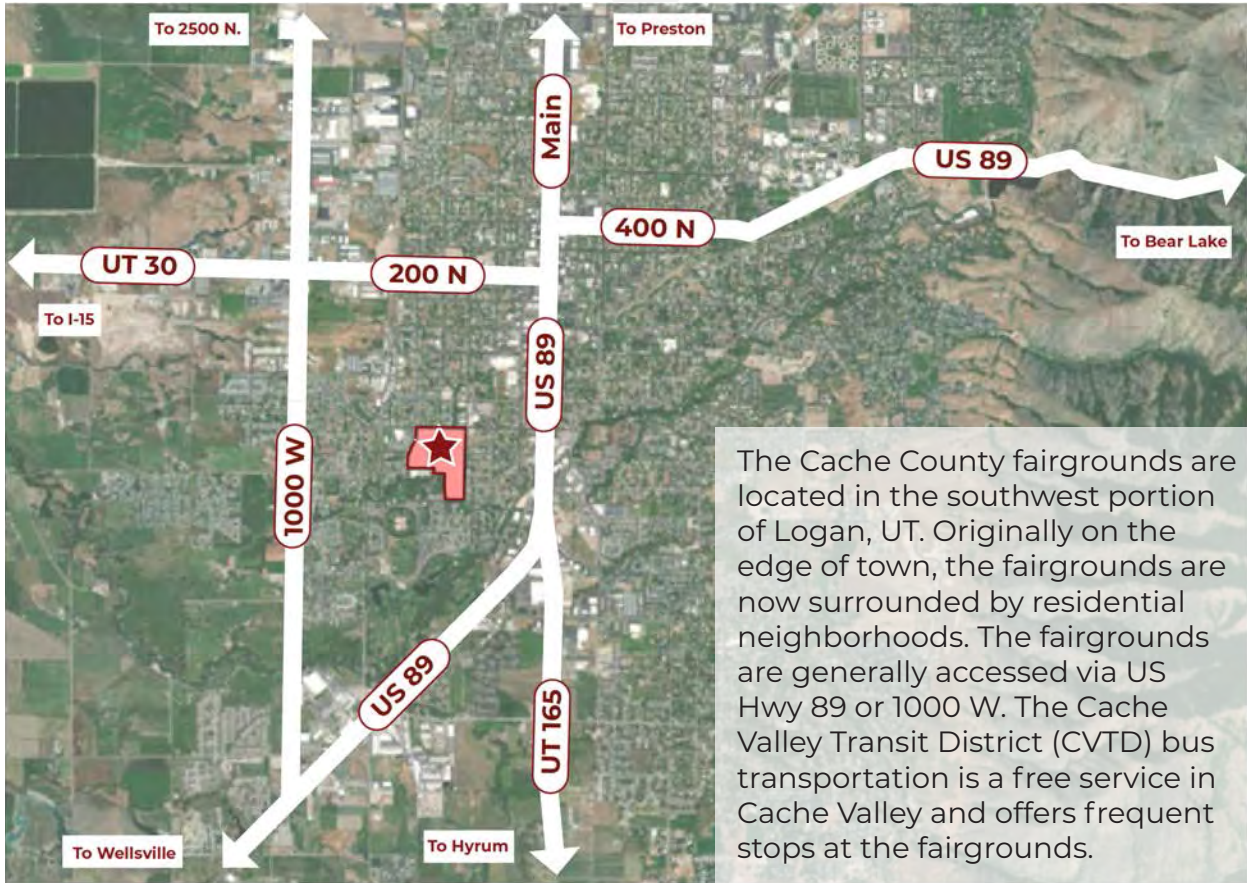 To 2500 N.
To Preston
Main
US 89
400 N
To Bear Lake
UT 30
200 N
To I-15
US 89
1000 W
The Cache County fairgrounds are
located in the southwest portion
of Logan, UT. Originally on the
edge of town, the fairgrounds are
now surrounded by residential
neighborhoods. The fairgrounds
are generally accessed via US
Hwy 89 or 1000 W. The Cache
Valley Transit District (CVTD) bus
transportation is a free service in
Cache Valley and offers frequent
stops at the fairgrounds.
US 89
UT 165
To Wellsville
To Hyrum